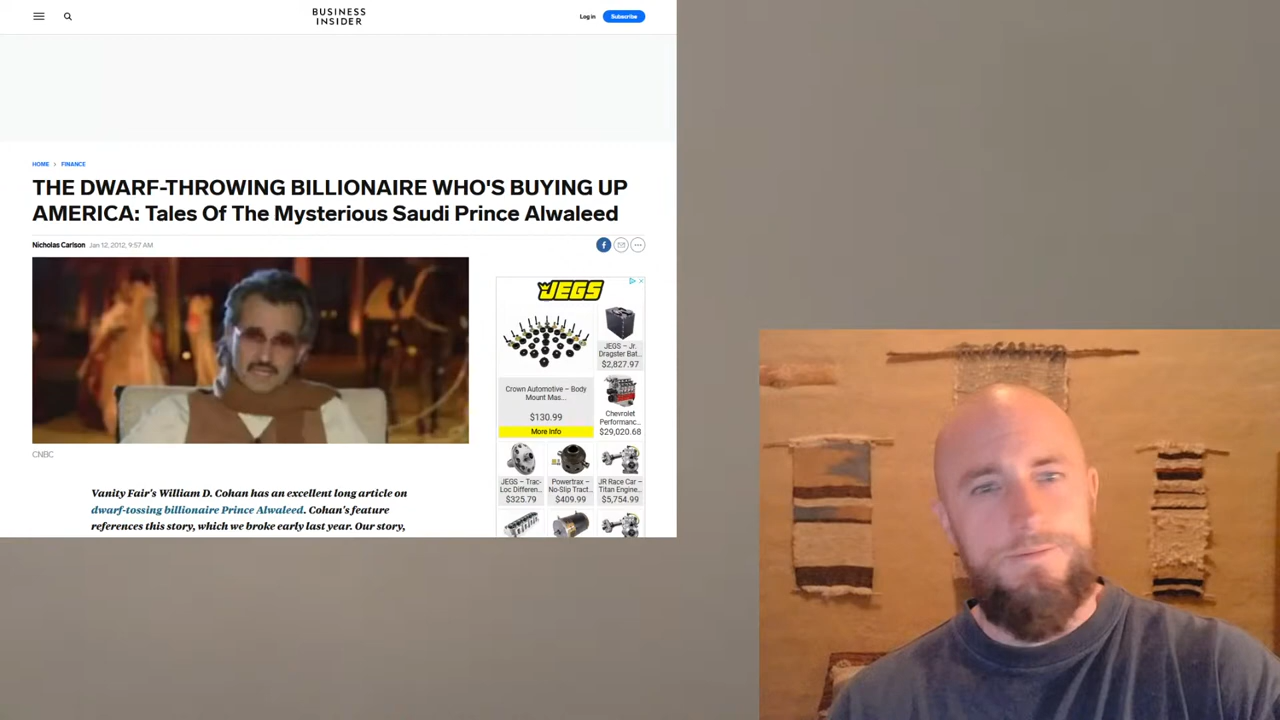 BUSINESS
INSIDER
Log in
Subscribe
HOME > FINANCE
THE DWARF-THROWING BILLIONAIRE WHO'S BUYING UP
AMERICA: Tales Of The Mysterious Saudi Prince Alwaleed
Nicholas Carlson Jan 12, 2012, 9:57 AM
CNBC
Vanity Fair's William D. Cohan has an excellent long article on
dwarf-tossing billionaire Prince Alwaleed. Cohan's feature
references this story, which we broke early last year. Our story,
JEGS
JEGS – Jr.
Dragster Bat...
$2,827.97
Crown Automotive – Body
Mount Mas...
$130.99
More Info
Chevrolet
Performanc...
$29,020.68
JEGS – Trac-
Loc Differen...
$325.79
Powertrax –
No-Slip Tract...
$409.99
JR Race Car –
Titan Engine...
$5,754.99